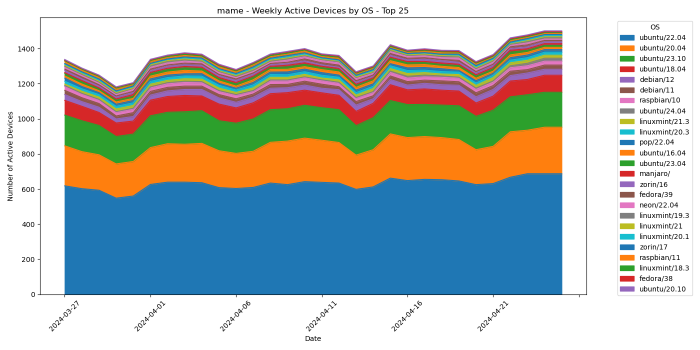 mame - Weekly Active Devices by OS - Top 25
Number of Active Devices
1400
1200
1000
800
600
400
200
0
2024-03-27
2024-04-01
2024-04-06
2024-04-11
2024-04-16
2024-04-21
Date
OS
ubuntu/22.04
ubuntu/20.04
ubuntu/23.10
ubuntu/18.04
debian/12
debian/11
raspbian/10
ubuntu/24.04
linuxmint/21.3
linuxmint/20.3
pop/22.04
ubuntu/16.04
ubuntu/23.04
manjaro/
zorin/16
fedora/39
neon/22.04
linuxmint/19.3
linuxmint/21
linuxmint/20.1
zorin/17
raspbian/11
linuxmint/18.3
fedora/38
ubuntu/20.10